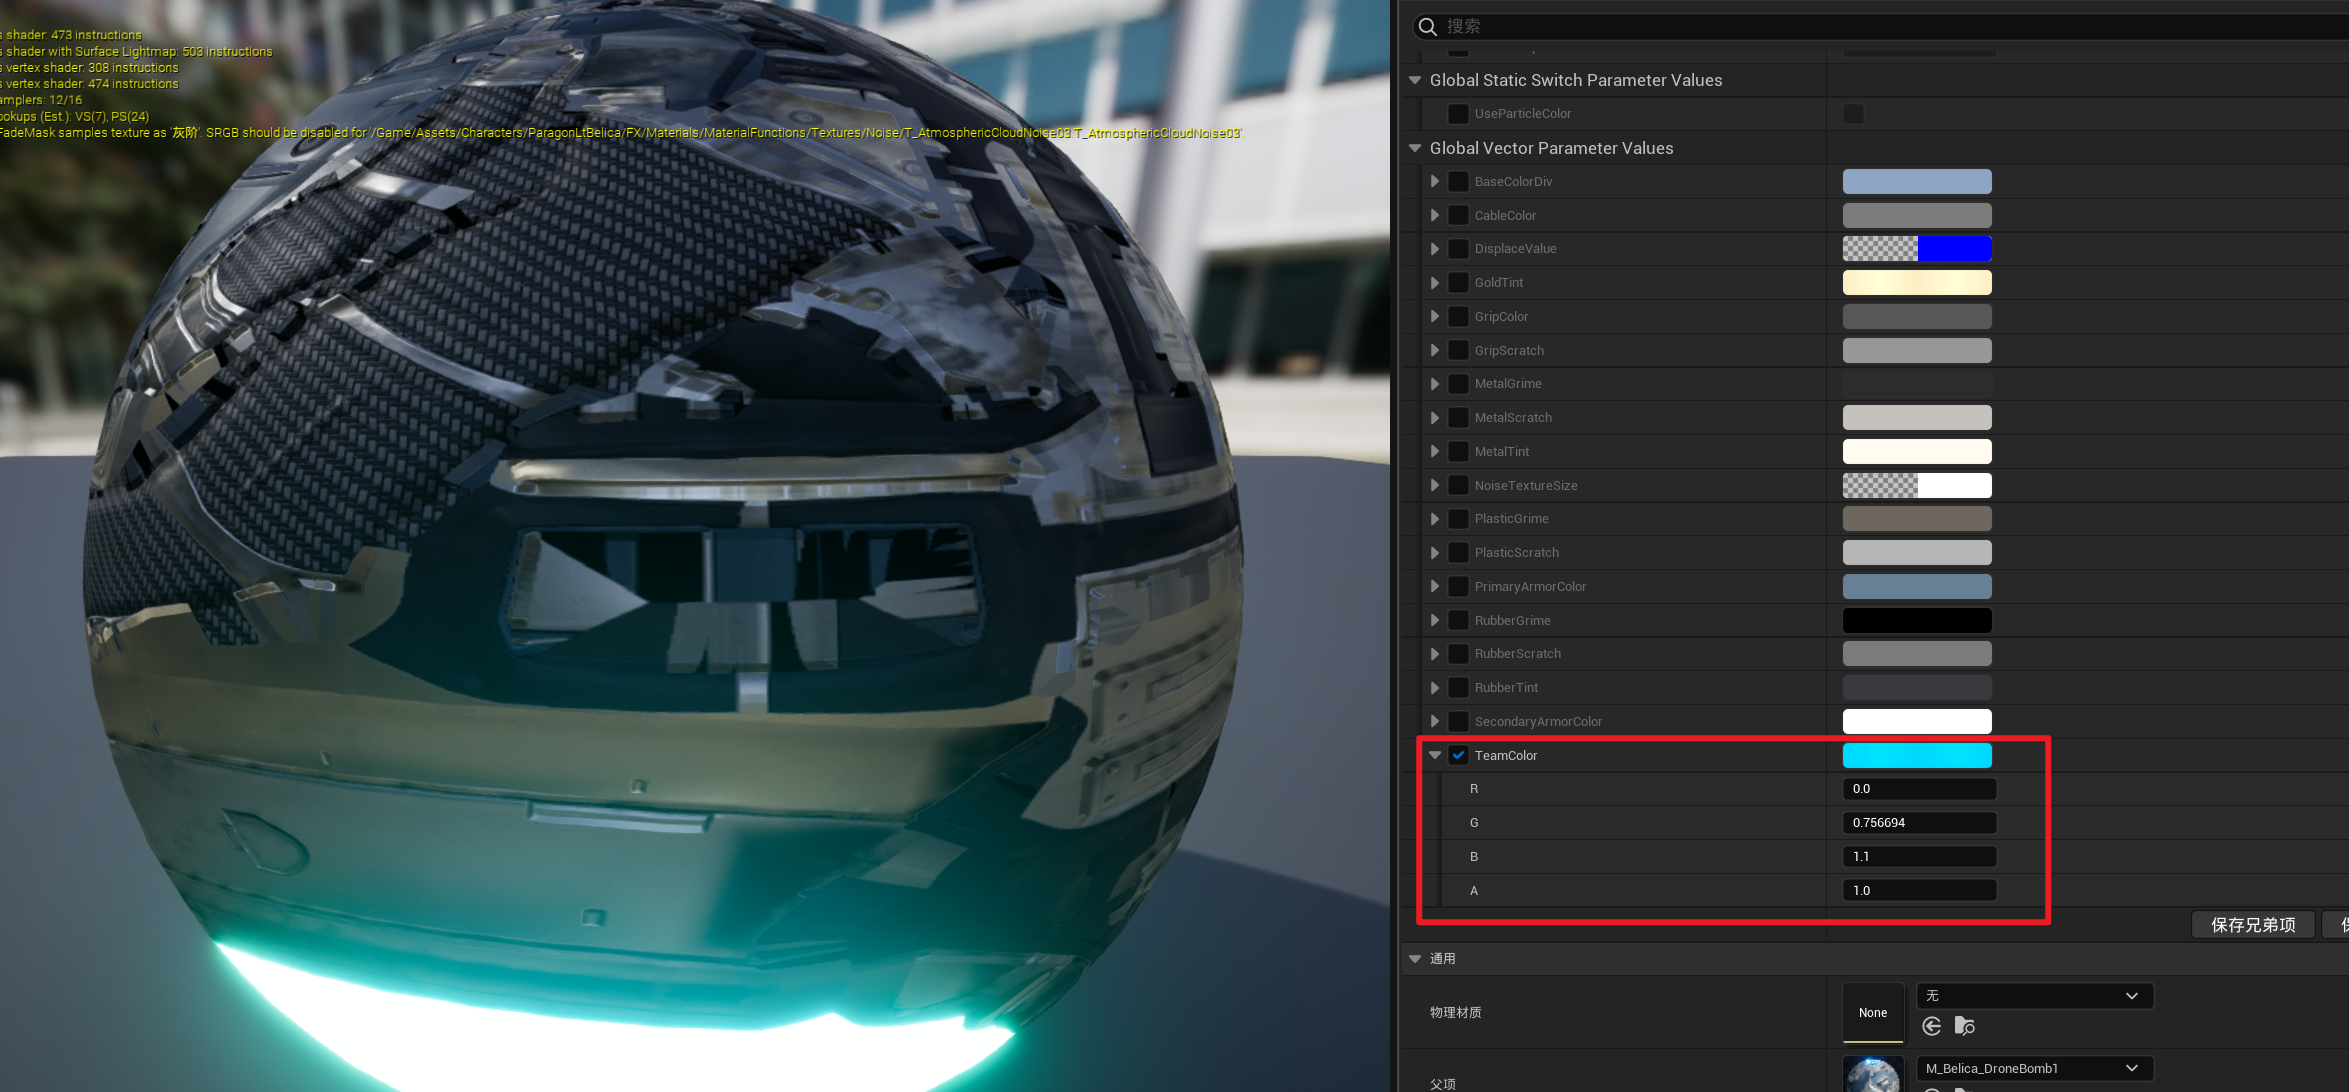 s shader: 473 instructions
s shader with Surface Lightmap: 503 instructions
s vertex shader: 308 instructions
s vertex shader: 474 instructions
amplers: 12/16
ookups (Est.): VS(7), PS(24)
FadeMask samples texture as '灰阶'. SRGB should be disabled for '/Game/Assets/Characters/ParagonLtBelica/FX/Materials/MaterialFunctions/Textures/Noise/T_AtmosphericCloudNoise03.T_AtmosphericCloudNoise03'.
搜索
Global Static Switch Parameter Values
UseParticleColor
Global Vector Parameter Values
BaseColorDiv
CableColor
DisplaceValue
GoldTint
GripColor
GripScratch
MetalGrime
MetalScratch
MetalTint
NoiseTextureSize
PlasticGrime
PlasticScratch
PrimaryArmorColor
RubberGrime
RubberScratch
RubberTint
SecondaryArmorColor
TeamColor
R 0.0
G 0.756694
B 1.1
A 1.0
保存兄弟项
通用
物理材质 None 无
父项 M_Belica_DroneBomb1